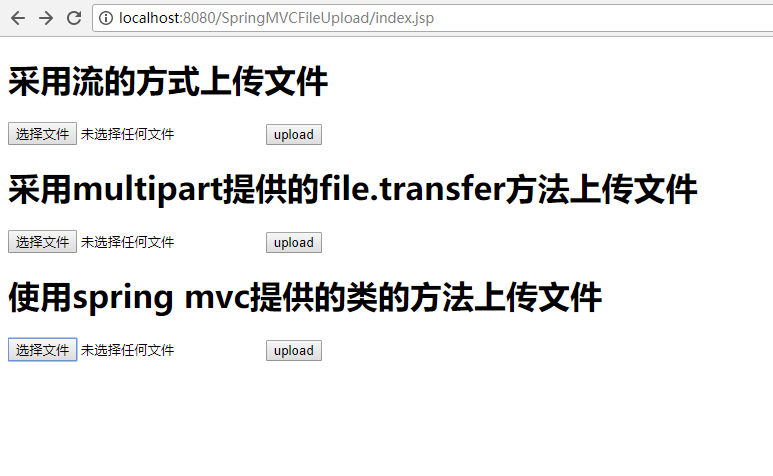 localhost:8080/SpringMVCFileUpload/index.jsp
采用流的方式上传文件
选择文件 未选择任何文件 upload
采用multipart提供的file.transfer方法上传文件
选择文件 未选择任何文件 upload
使用spring mvc提供的类的方法上传文件
选择文件 未选择任何文件 upload